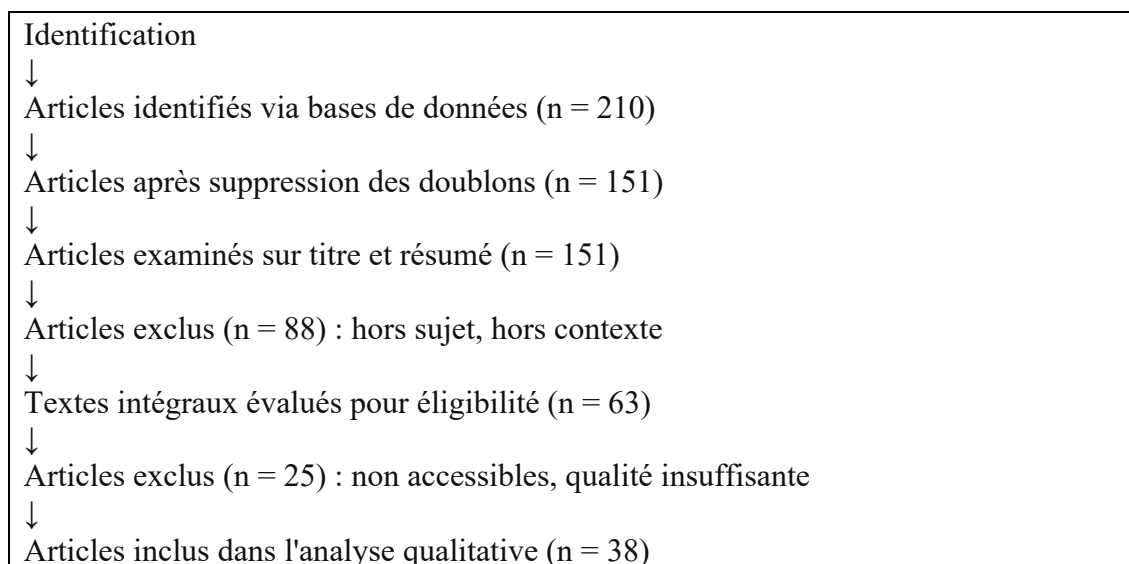 Identification
↓
Articles identifiés via bases de données (n = 210)
↓
Articles après suppression des doublons (n = 151)
↓
Articles examinés sur titre et résumé (n = 151)
↓
Articles exclus (n = 88) : hors sujet, hors contexte
↓
Textes intégraux évalués pour éligibilité (n = 63)
↓
Articles exclus (n = 25) : non accessibles, qualité insuffisante
↓
Articles inclus dans l'analyse qualitative (n = 38)